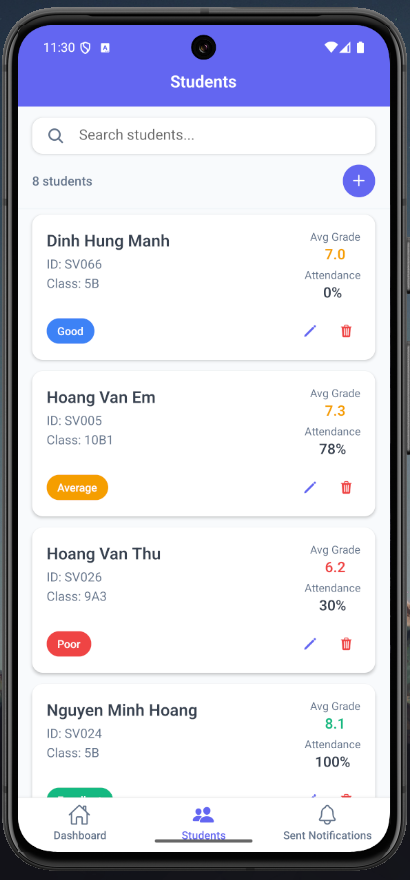 11:30
Students
Search students...
8 students
Dinh Hung Manh
ID: SV066
Class: 5B
Avg Grade
7.0
Attendance
0%
Good
Hoang Van Em
ID: SV005
Class: 10B1
Avg Grade
7.3
Attendance
78%
Average
Hoang Van Thu
ID: SV026
Class: 9A3
Avg Grade
6.2
Attendance
30%
Poor
Nguyen Minh Hoang
ID: SV024
Class: 5B
Avg Grade
8.1
Attendance
100%
Dashboard
Students
Sent Notifications